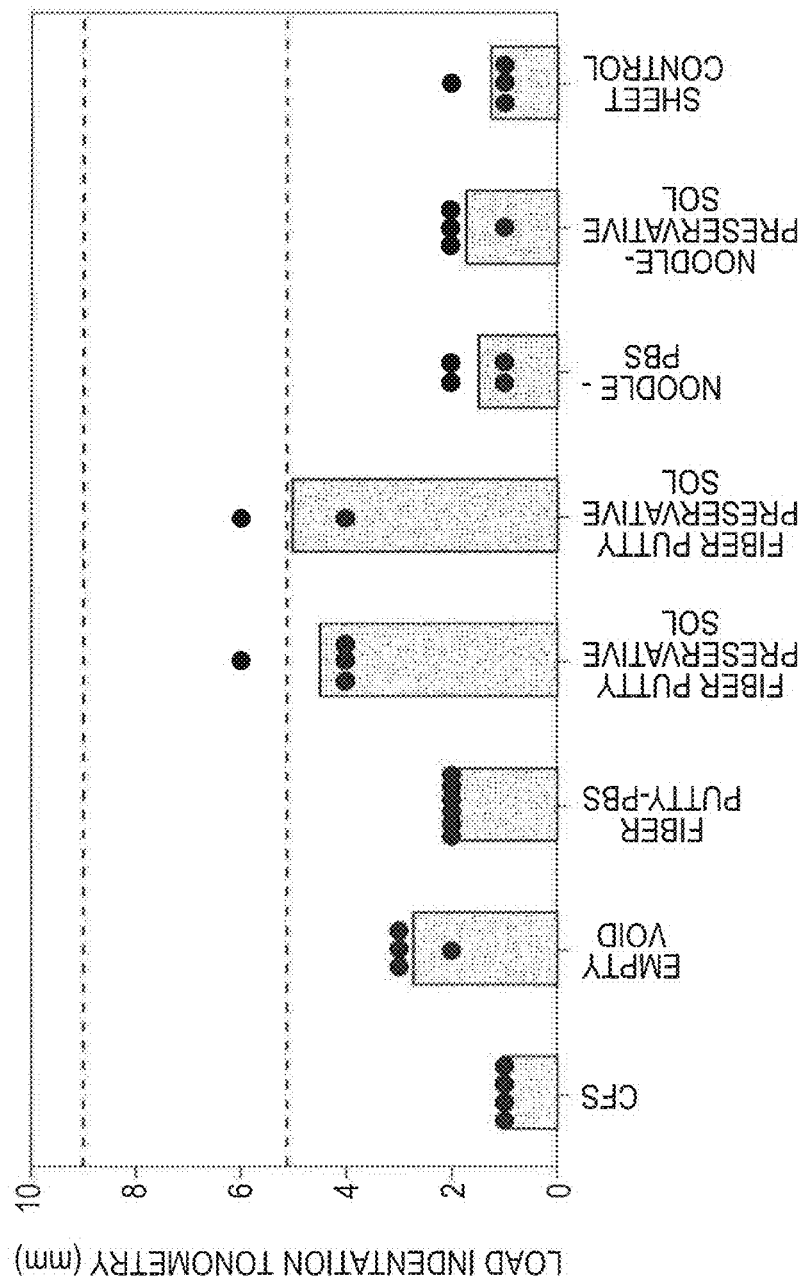 LOAD INDENTATION TONOMETRY (mm)
10
8
6
4
2
0
CFS
EMPTY
VOID
FIBER
PUTTY-PBS
FIBER PUTTY
PRESERVATIVE
SOL
FIBER PUTTY
PRESERVATIVE
SOL
NOODLE -
PBS
NOODLE-
PRESERVATIVE
SOL
SHEET
CONTROL